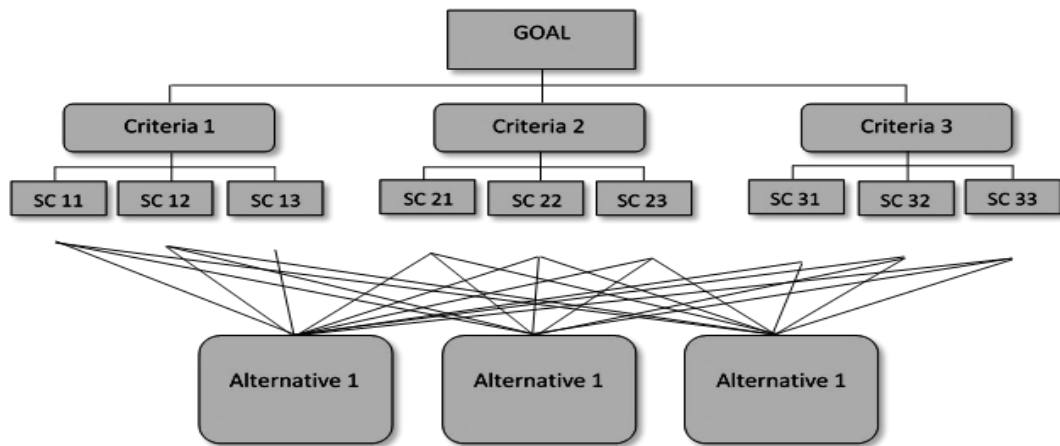 GOAL
Criteria 1
Criteria 2
Criteria 3
SC 11
SC 12
SC 13
SC 21
SC 22
SC 23
SC 31
SC 32
SC 33
Alternative 1
Alternative 1
Alternative 1